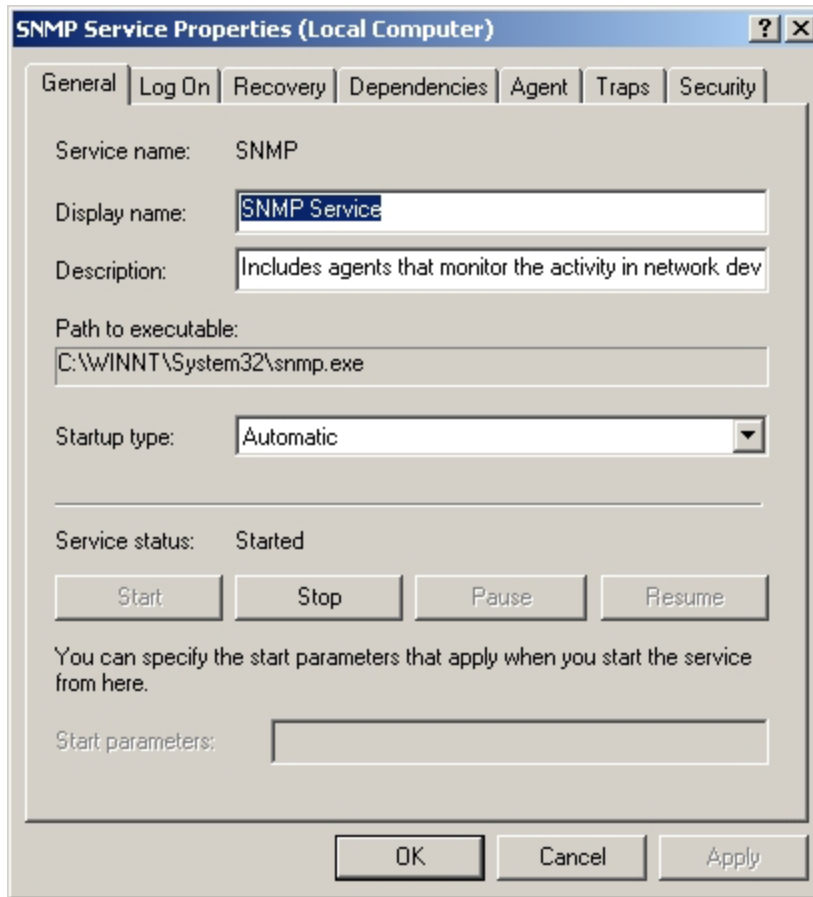 SNMP Service Properties (Local Computer)
General Log On Recovery Dependencies Agent Traps Security
Service name: SNMP
Display name: SNMP Service
Description: Includes agents that monitor the activity in network dev
Path to executable:
C:\WINNT\System32\snmp.exe
Startup type: Automatic
Service status: Started
Start Stop Pause Resume
You can specify the start parameters that apply when you start the service
from here.
Start parameters:
OK Cancel Apply